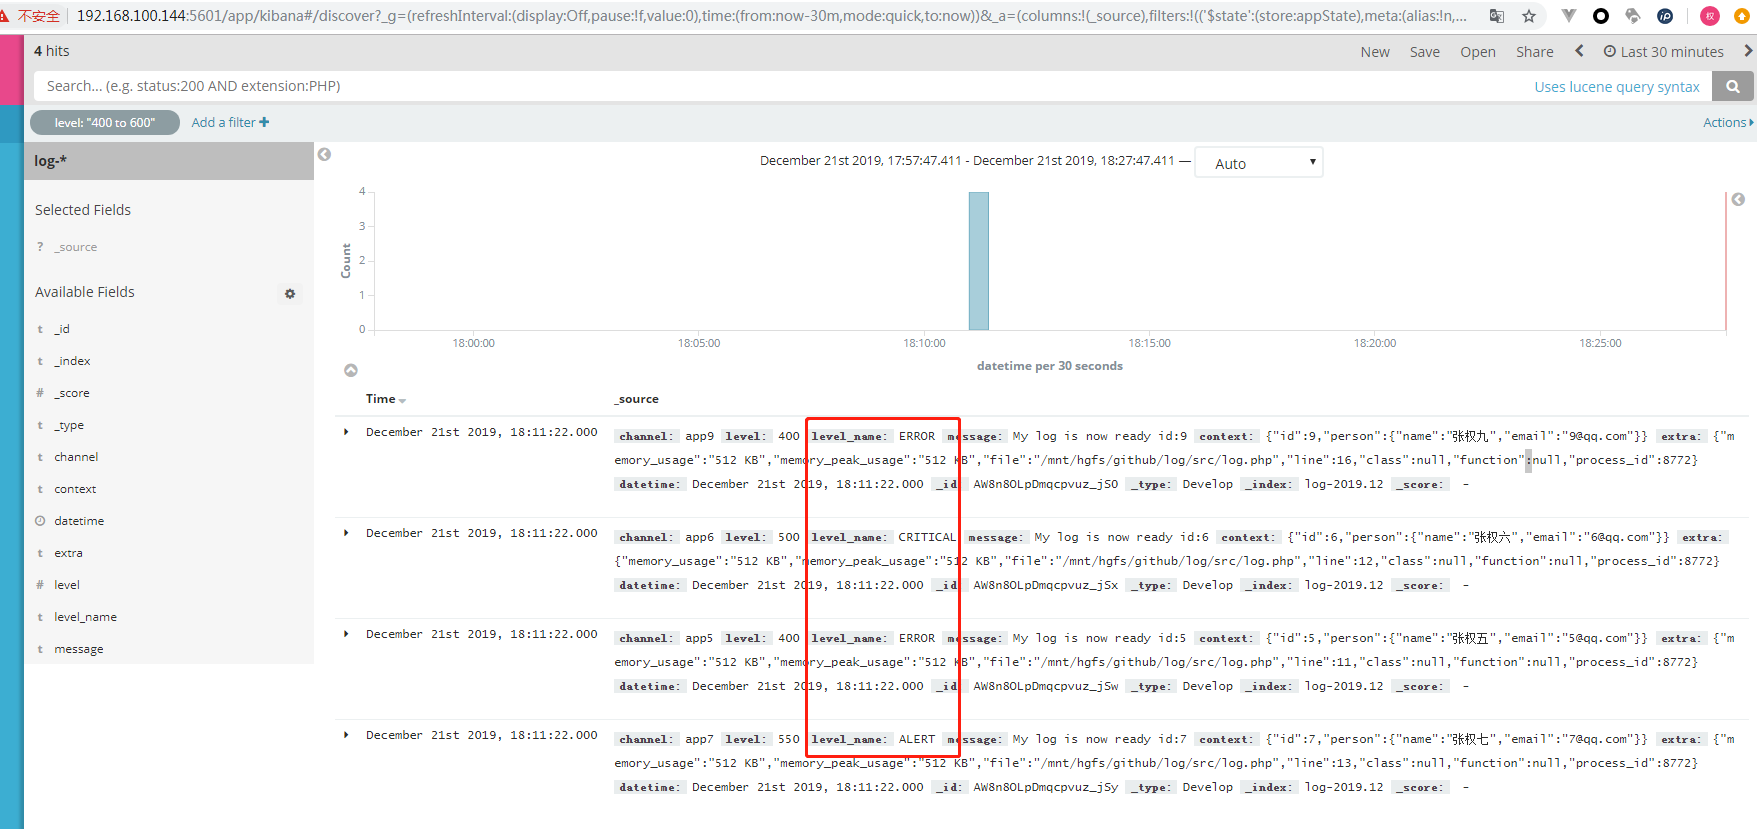 不安全 192.168.100.144:5601/app/kibana#/discover?_g=(refreshInterval:(display:Off,pause:!f,value:0),time:(from:now-30m,mode:quick,to:now))&_a=(columns:!(_source),filters:!(('$state':(store:appState),meta:(alias:!n,... iP 权
4 hits New Save Open Share Last 30 minutes
Search... (e.g. status:200 AND extension:PHP) Uses lucene query syntax
level: "400 to 600" Add a filter + Actions
log-*
December 21st 2019, 17:57:47.411 - December 21st 2019, 18:27:47.411 — Auto
Selected Fields
? _source
Available Fields
t _id
t _index
# _score
t _type
t channel
t context
datetime
t extra
# level
t level_name
t message
Count
4
3
2
1
0
18:00:00 18:05:00 18:10:00 18:15:00 18:20:00 18:25:00
datetime per 30 seconds
Time _source
December 21st 2019, 18:11:22.000 channel: app9 level: 400 level_name: ERROR message: My log is now ready id:9 context: {"id":9,"person":{"name":"张权九","email":"9@qq.com"}} extra: {"m
emory_usage":"512 KB","memory_peak_usage":"512 KB","file":"/mnt/hgfs/github/log/src/log.php","line":16,"class":null,"function":null,"process_id":8772}
datetime: December 21st 2019, 18:11:22.000 _id: AW8n8OLpDmqcpvuz_jS0 _type: Develop _index: log-2019.12 _score: -
December 21st 2019, 18:11:22.000 channel: app6 level: 500 level_name: CRITICAL message: My log is now ready id:6 context: {"id":6,"person":{"name":"张权六","email":"6@qq.com"}} extra:
{"memory_usage":"512 KB","memory_peak_usage":"512 KB","file":"/mnt/hgfs/github/log/src/log.php","line":12,"class":null,"function":null,"process_id":8772}
datetime: December 21st 2019, 18:11:22.000 _id: AW8n8OLpDmqcpvuz_jSx _type: Develop _index: log-2019.12 _score: -
December 21st 2019, 18:11:22.000 channel: app5 level: 400 level_name: ERROR message: My log is now ready id:5 context: {"id":5,"person":{"name":"张权五","email":"5@qq.com"}} extra: {"m
emory_usage":"512 KB","memory_peak_usage":"512 KB","file":"/mnt/hgfs/github/log/src/log.php","line":11,"class":null,"function":null,"process_id":8772}
datetime: December 21st 2019, 18:11:22.000 _id: AW8n8OLpDmqcpvuz_jSw _type: Develop _index: log-2019.12 _score: -
December 21st 2019, 18:11:22.000 channel: app7 level: 550 level_name: ALERT message: My log is now ready id:7 context: {"id":7,"person":{"name":"张权七","email":"7@qq.com"}} extra: {"m
emory_usage":"512 KB","memory_peak_usage":"512 KB","file":"/mnt/hgfs/github/log/src/log.php","line":13,"class":null,"function":null,"process_id":8772}
datetime: December 21st 2019, 18:11:22.000 _id: AW8n8OLpDmqcpvuz_jSy _type: Develop _index: log-2019.12 _score: -